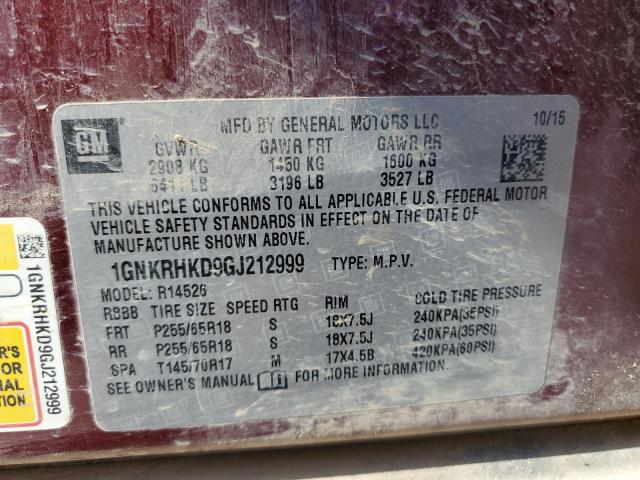 GM
MFD BY GENERAL MOTORS LLC
10/15
GVWR GAWR FRT GAWR RR
2908 KG 1450 KG 1600 KG
LB 3196 LB 3527 LB
THIS VEHICLE CONFORMS TO ALL APPLICABLE U.S. FEDERAL MOTOR
VEHICLE SAFETY STANDARDS IN EFFECT ON THE DATE OF
MANUFACTURE SHOWN ABOVE.
1GNKRHKD9GJ212999 TYPE: M.P.V.
MODEL: R14526
RBBB TIRE SIZE SPEED RTG RIM COLD TIRE PRESSURE
FRT P255/65R18 S 18X7.5J 240KPA(35PSI)
RR P255/65R18 S 18X7.5J 240KPA(35PSI)
SPA T145/70R17 M 17X4.5B 420KPA(60PSI)
SEE OWNER'S MANUAL FOR MORE INFORMATION.
1GNKRHKD9GJ212999